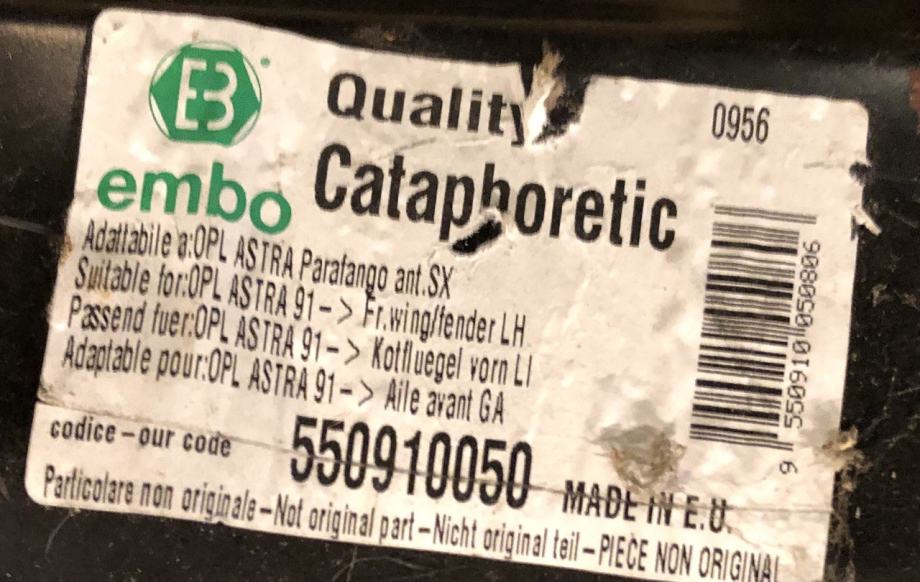 EB
embo
Quality
0956
Cataphoretic
Adattabile a:OPL ASTRA Parafango ant.SX
Suitable for:OPL ASTRA 91-> Fr.wing/fender LH
Passend fuer:OPL ASTRA 91-> Kotfluegel vorn LI
Adaptable pour:OPL ASTRA 91-> Aile avant GA
codice-our code 550910050 MADE IN E.U.
Particolare non originale-Not original part-Nicht original teil-PIECE NON ORIGINAL
9 550910 050806